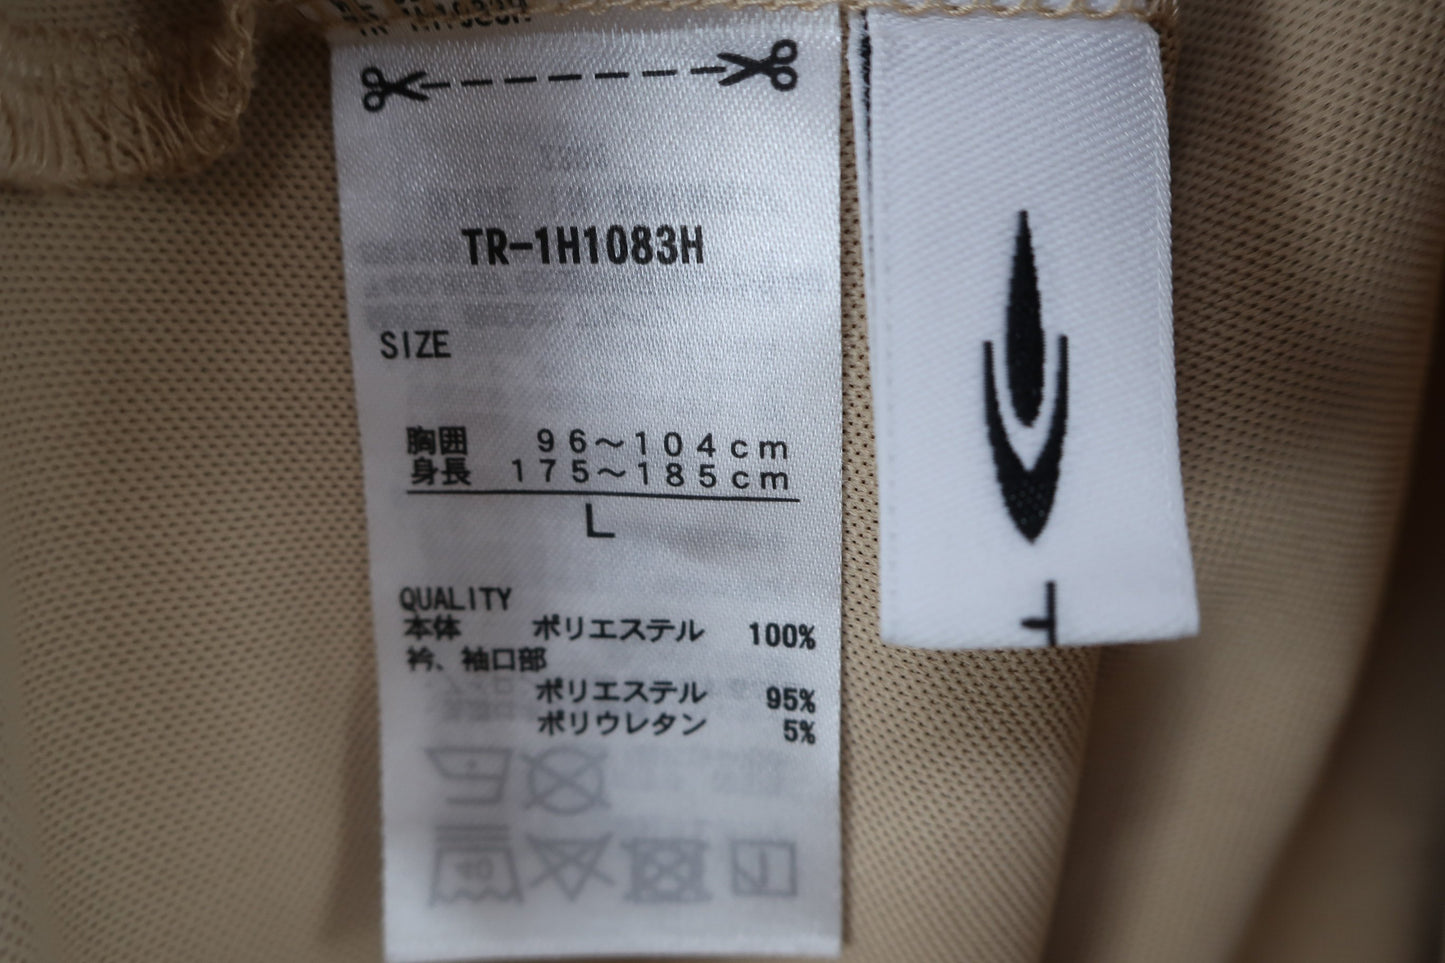 TR-1H1083H
SIZE
胸囲 96～104cm
身長 175～185cm
L
QUALITY
本体 ポリエステル 100%
衿、袖口部
ポリエステル 95%
ポリウレタン 5%